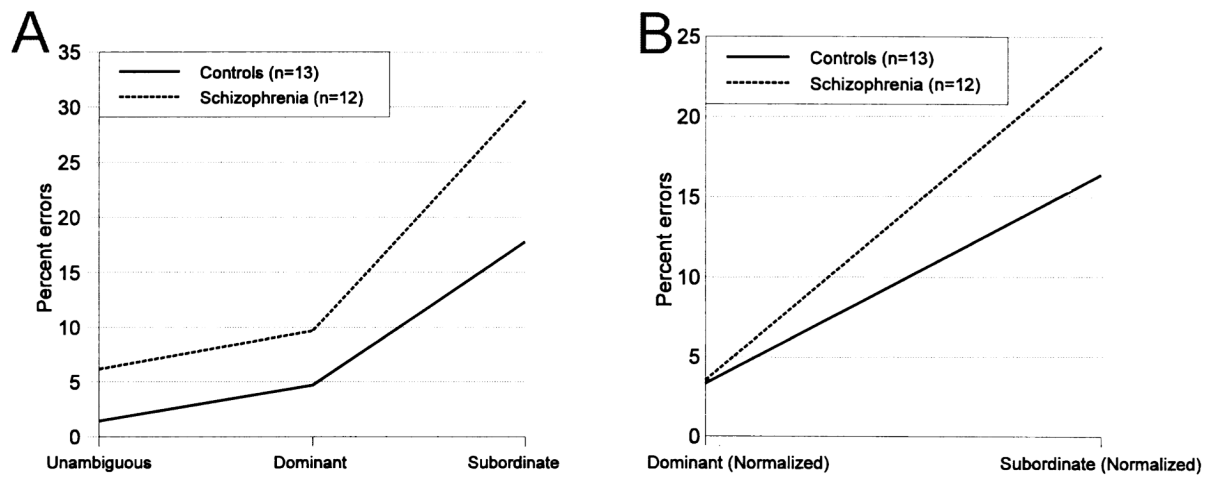 A
35
30
25
20
15
10
5
0
Percent errors
Controls (n=13)
Schizophrenia (n=12)
Unambiguous Dominant Subordinate
B
25
20
15
10
5
0
Percent errors
Controls (n=13)
Schizophrenia (n=12)
Dominant (Normalized) Subordinate (Normalized)